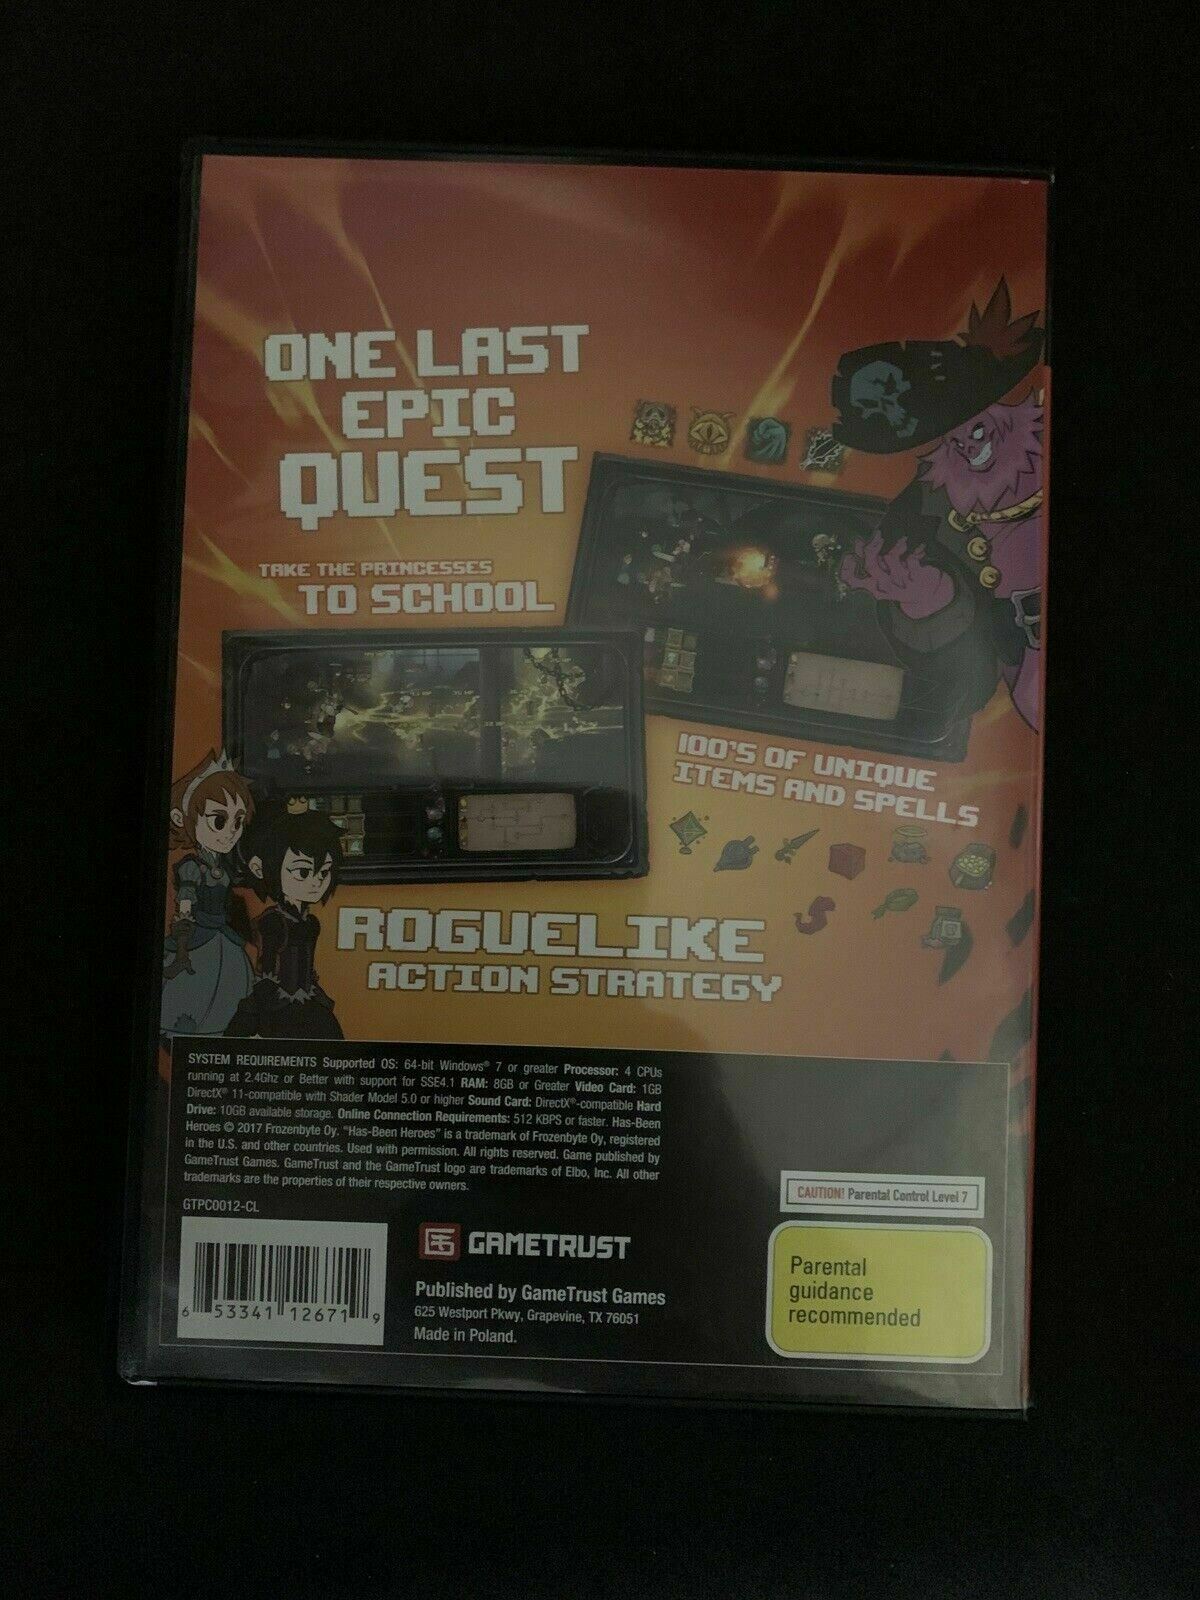 ONE LAST
EPIC
QUEST
TAKE THE PRINCESSES
TO SCHOOL
100'S OF UNIQUE
ITEMS AND SPELLS
ROGUELIKE
ACTION STRATEGY
SYSTEM REQUIREMENTS Supported OS: 64-bit Windows® 7 or greater Processor: 4 CPUs
running at 2.4Ghz or Better with support for SSE4.1 RAM: 8GB or Greater Video Card: 1GB
DirectX® 11-compatible with Shader Model 5.0 or higher Sound Card: DirectX®-compatible Hard
Drive: 10GB available storage. Online Connection Requirements: 512 KBPS or faster. Has-Been
Heroes © 2017 Frozenbyte Oy. "Has-Been Heroes" is a trademark of Frozenbyte Oy, registered
in the U.S. and other countries. Used with permission. All rights reserved. Game published by
GameTrust Games. GameTrust and the GameTrust logo are trademarks of Elbo, Inc. All other
trademarks are the properties of their respective owners.
GTPC0012-CL
6 53341 12671 9
GAMETRUST
Published by GameTrust Games
625 Westport Pkwy, Grapevine, TX 76051
Made in Poland.
CAUTION! Parental Control Level 7
Parental
guidance
recommended